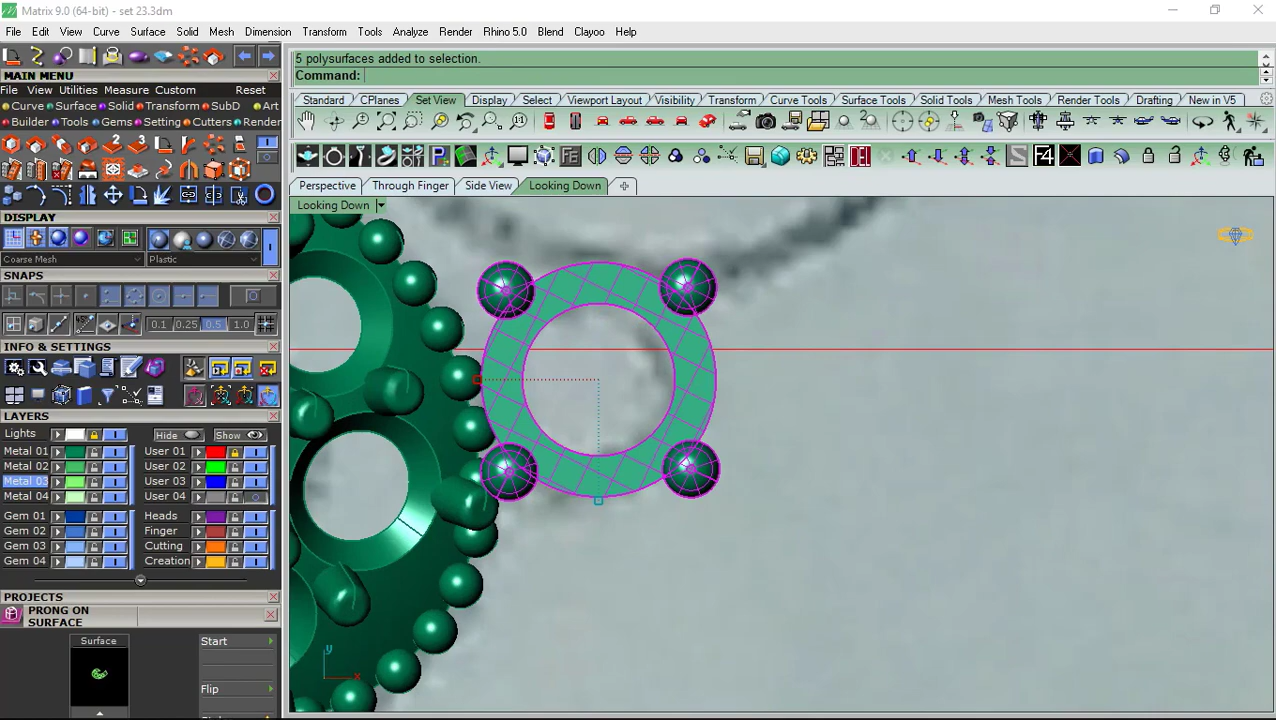 Matrix 9.0 (64-bit) - set 23.3dm
File Edit View Curve Surface Solid Mesh Dimension Transform Tools Analyze Render Rhino 5.0 Blend Clayoo Help
5 polysurfaces added to selection.
Command:
MAIN MENU
File View Utilities Measure Custom Reset
Curve Surface Solid Transform SubD Art
Builder Tools Gems Setting Cutters Render
Standard CPlanes Set View Display Select Viewport Layout Visibility Transform Curve Tools Surface Tools Solid Tools Mesh Tools Render Tools Drafting New in V5
Perspective Through Finger Side View Looking Down
Looking Down
DISPLAY
Coarse Mesh Plastic
SNAPS
0.1 0.25 0.5 1.0
INFO & SETTINGS
LAYERS
Lights Hide Show
Metal 01 User 01
Metal 02 User 02
Metal 03 User 03
Metal 04 User 04
Gem 01 Heads
Gem 02 Finger
Gem 03 Cutting
Gem 04 Creation
PROJECTS
PRONG ON
SURFACE
Surface Start
Flip
y
x